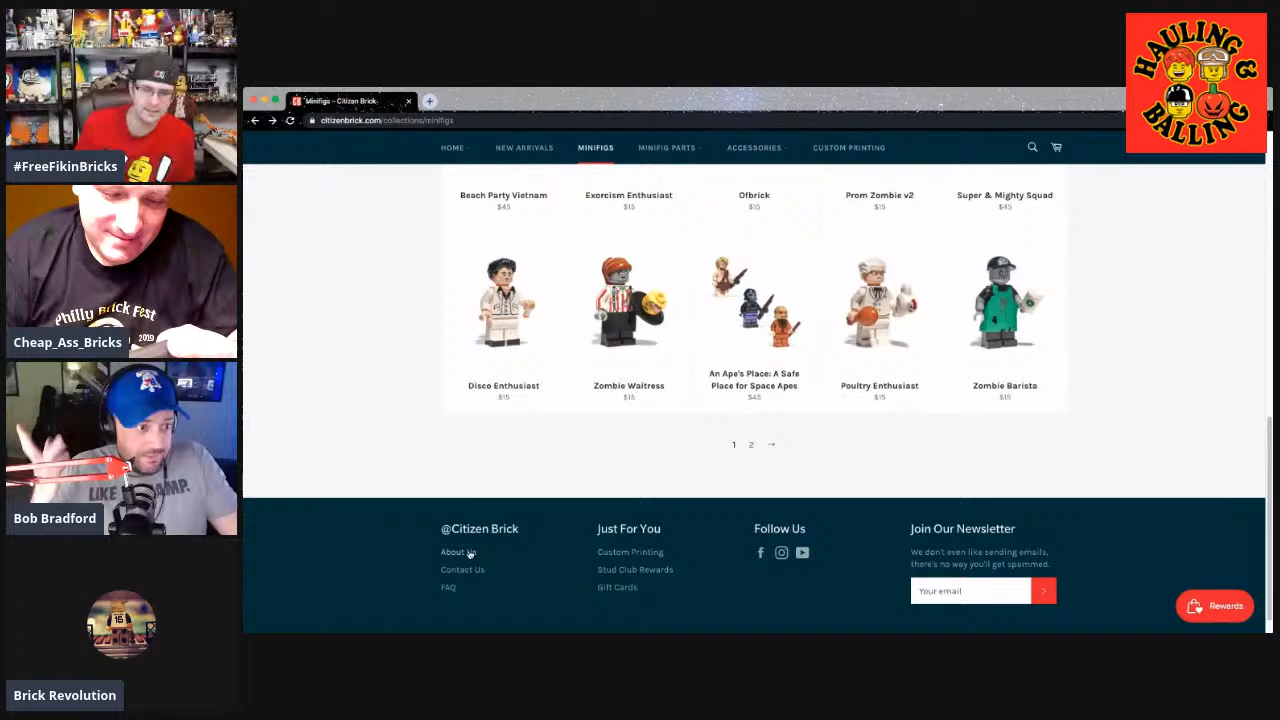 HAULING &
BALLING
#FreeFikinBricks
Philly Brick Fest
2019
Cheap_Ass_Bricks
LIKE
MP.
Bob Bradford
15
Brick Revolution
Minifigs – Citizen Brick
citizenbrick.com/collections/minifigs
HOME NEW ARRIVALS MINIFIGS MINIFIG PARTS ACCESSORIES CUSTOM PRINTING
Beach Party Vietnam
$45
Exorcism Enthusiast
$15
Ofbrick
$15
Prom Zombie v2
$15
Super & Mighty Squad
$45
Disco Enthusiast
$15
Zombie Waitress
$15
An Ape's Place: A Safe
Place for Space Apes
$45
Poultry Enthusiast
$15
Zombie Barista
$15
1 2 →
@Citizen Brick
About Us
Contact Us
FAQ
Just For You
Custom Printing
Stud Club Rewards
Gift Cards
Follow Us
Join Our Newsletter
We don't even like sending emails,
there's no way you'll get spammed.
Your email
Rewards